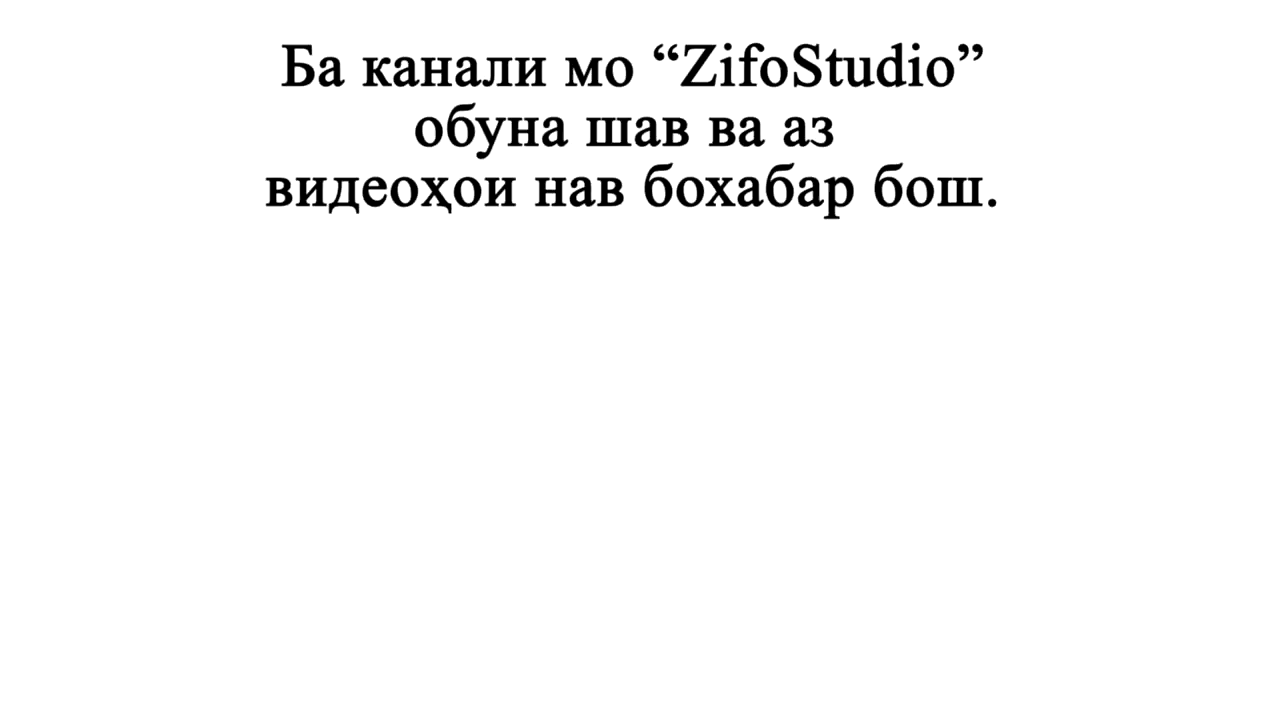 Ба канали мо “ZifoStudio”
обуна шав ва аз
видеоҳои нав бохабар бош.